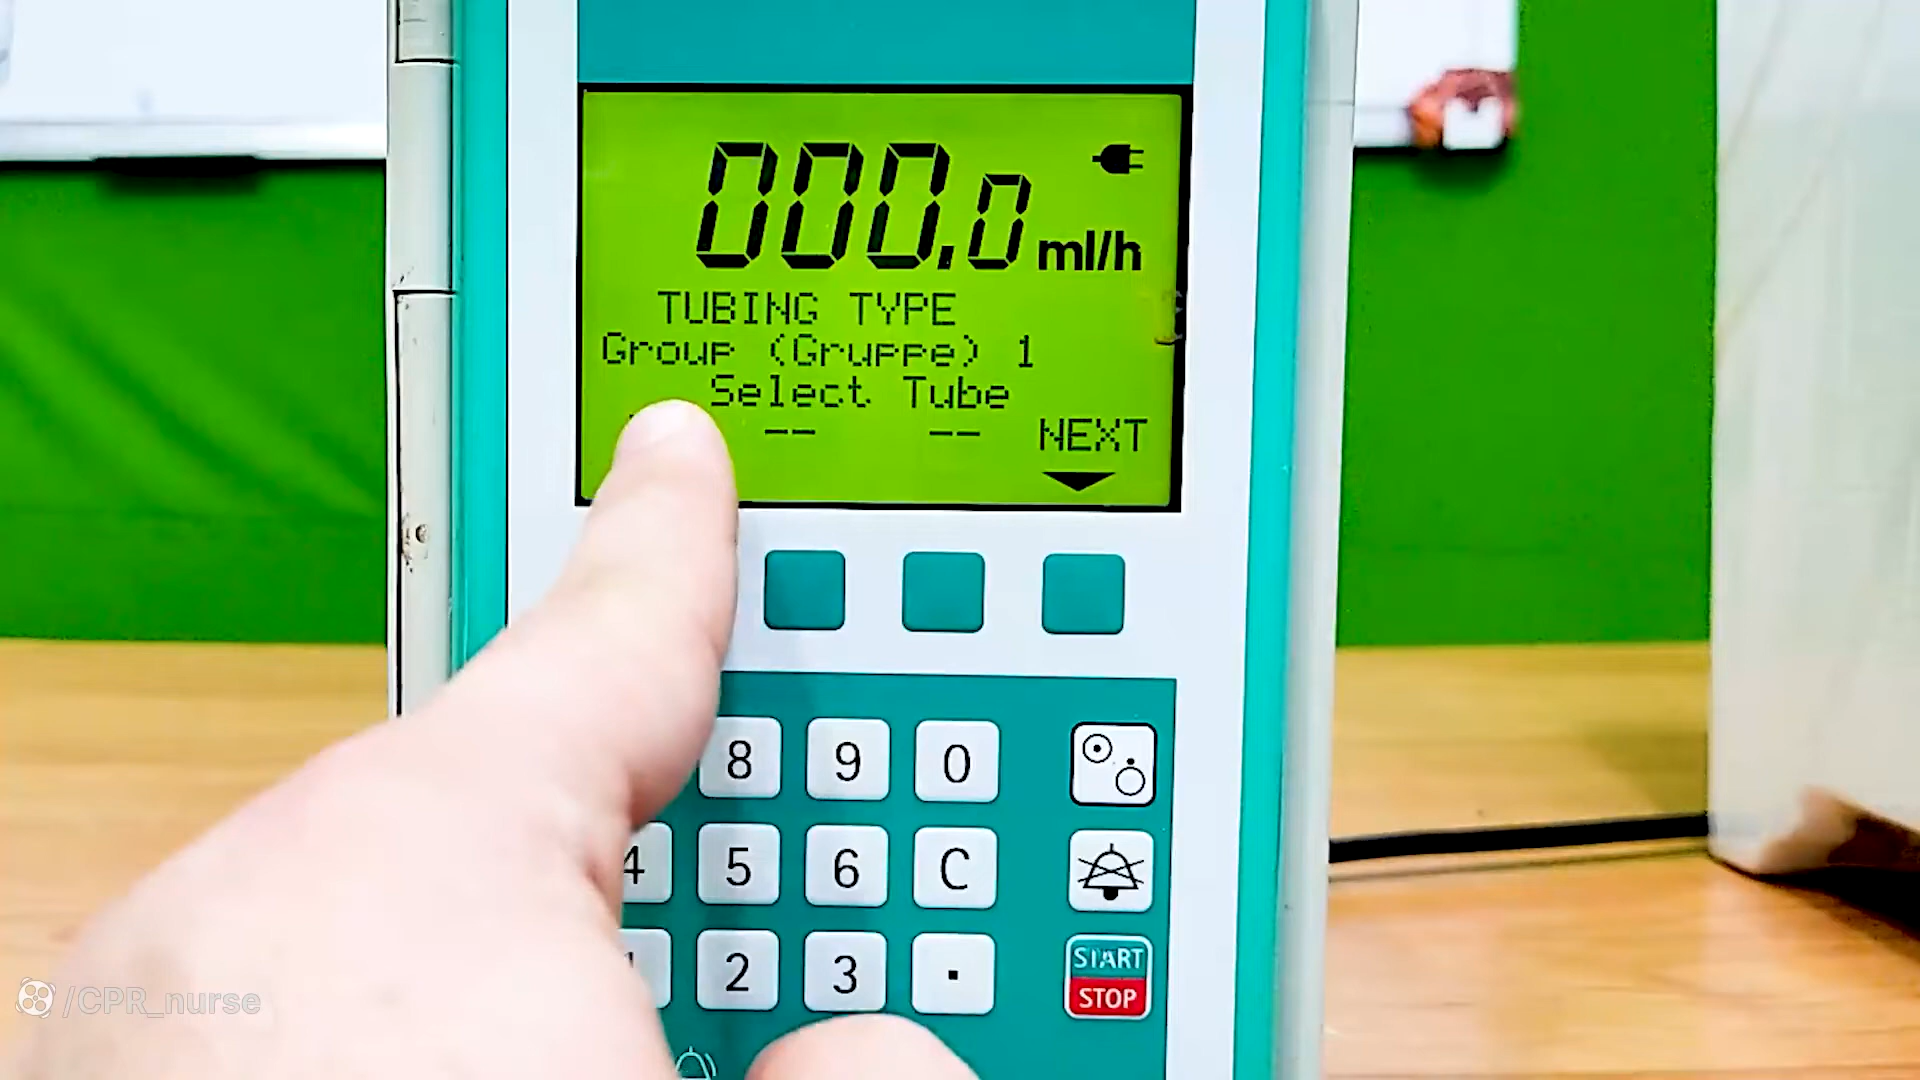 000.0 ml/h
TUBING TYPE
Group (Gruppe) 1
Select Tube
-- -- NEXT
8 9 0
4 5 6 C
2 3 .
START
STOP
/CPR_nurse